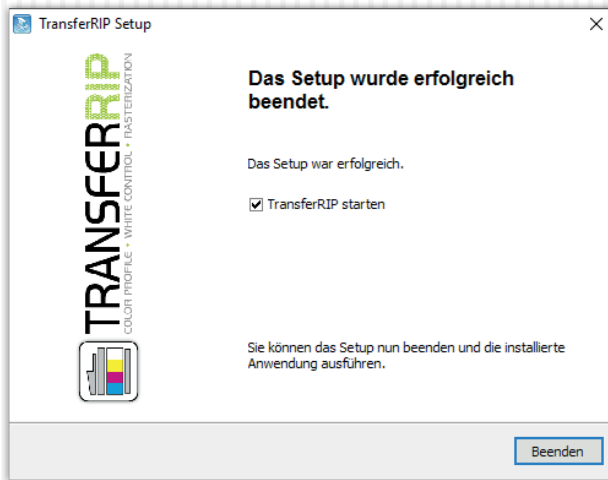 TransferRIP Setup
TRANSFERRIP
COLOR PROFILE • WHITE CONTROL • RASTERIZATION
Das Setup wurde erfolgreich
beendet.
Das Setup war erfolgreich.
TransferRIP starten
Sie können das Setup nun beenden und die installierte
Anwendung ausführen.
Beenden